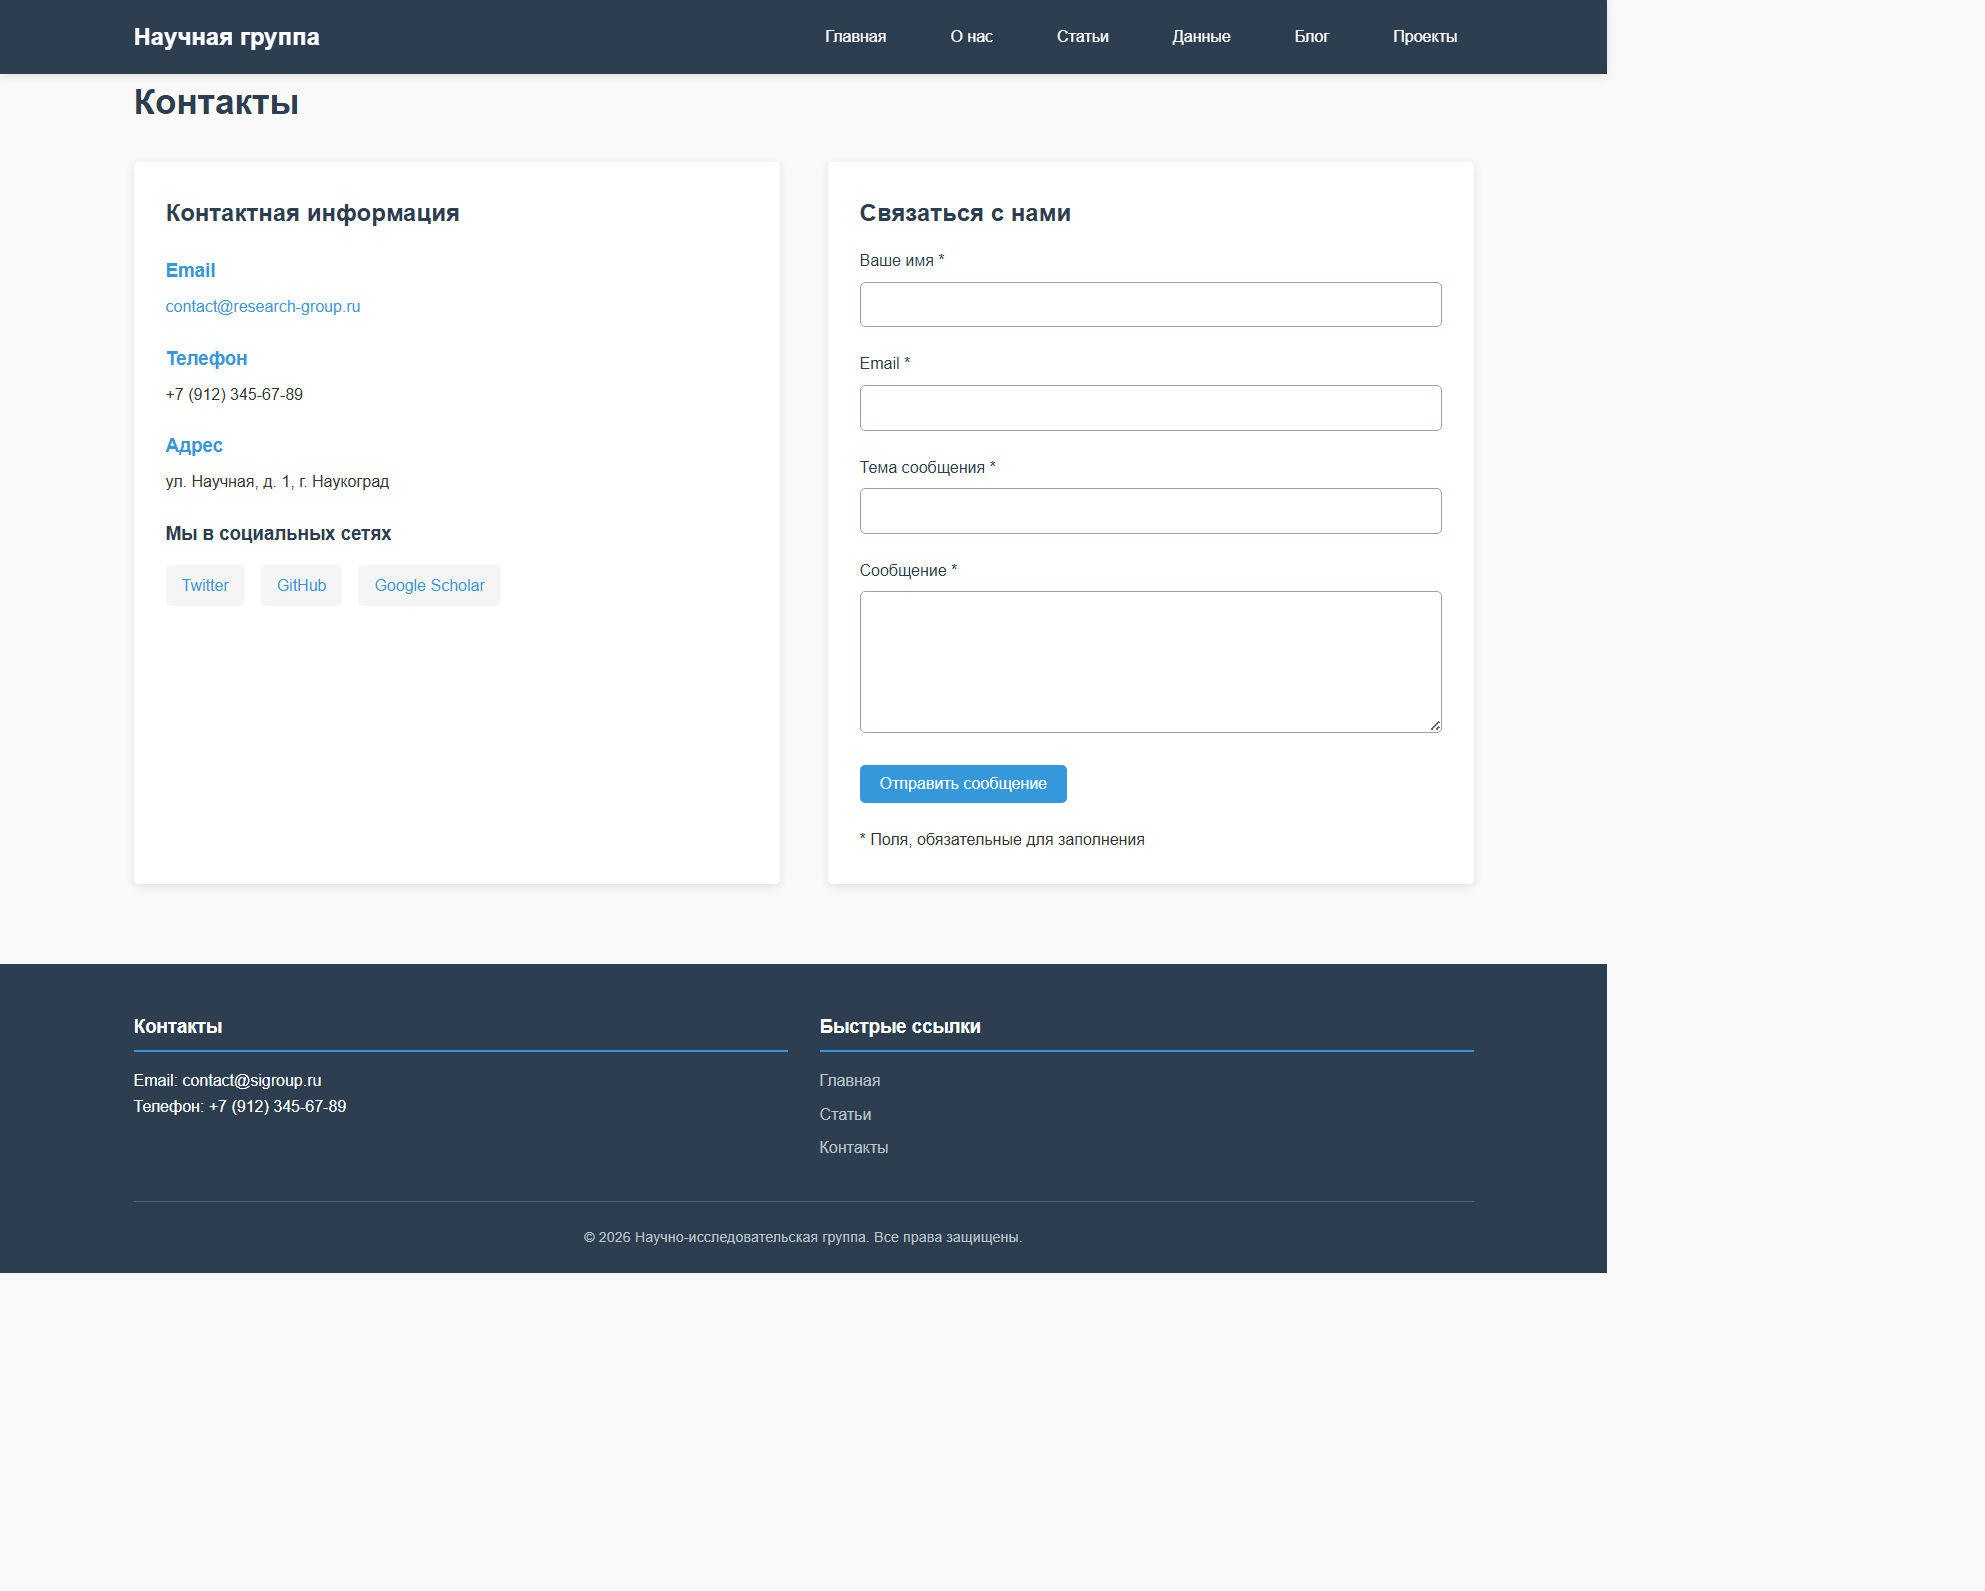 Научная группа
Главная О нас Статьи Данные Блог Проекты
Контакты
Контактная информация
Email
contact@research-group.ru
Телефон
+7 (912) 345-67-89
Адрес
ул. Научная, д. 1, г. Наукоград
Мы в социальных сетях
Twitter GitHub Google Scholar
Связаться с нами
Ваше имя *
Email *
Тема сообщения *
Сообщение *
Отправить сообщение
* Поля, обязательные для заполнения
Контакты
Email: contact@sigroup.ru
Телефон: +7 (912) 345-67-89
Быстрые ссылки
Главная
Статьи
Контакты
© 2026 Научно-исследовательская группа. Все права защищены.